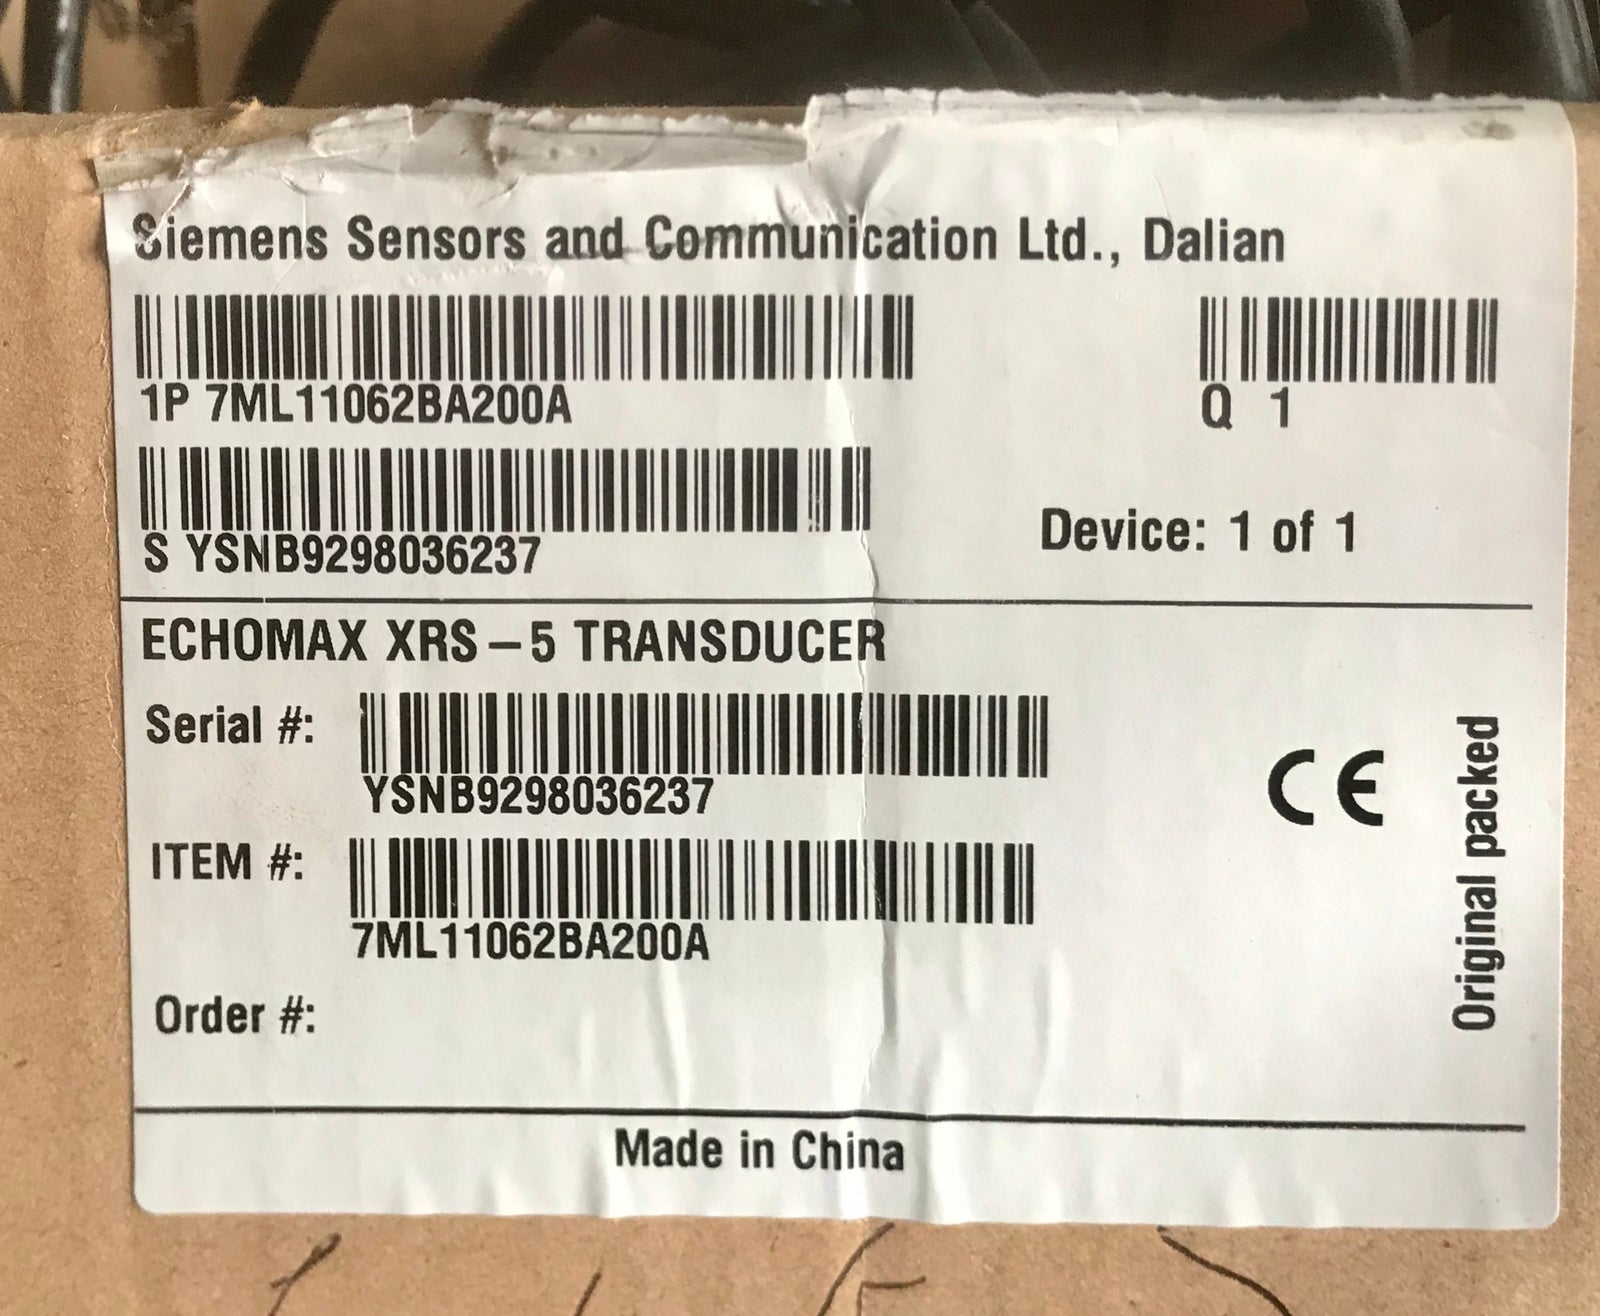 Siemens Sensors and Communication Ltd., Dalian
1P 7ML11062BA200A
Q 1
S YSNB9298036237
Device: 1 of 1
ECHOMAX XRS-5 TRANSDUCER
Serial #:
YSNB9298036237
ITEM #:
7ML11062BA200A
CE
Original packed
Order #:
Made in China